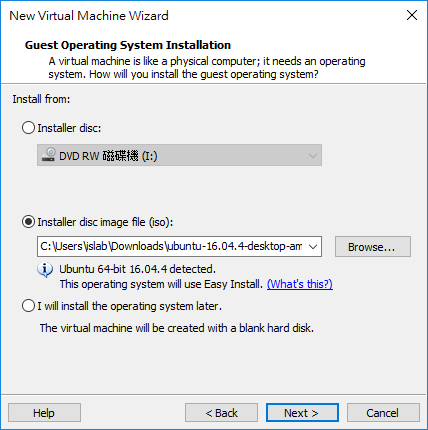 New Virtual Machine Wizard
Guest Operating System Installation
A virtual machine is like a physical computer; it needs an operating
system. How will you install the guest operating system?
Install from:
Installer disc:
DVD RW 磁碟機 (I:)
Installer disc image file (iso):
C:\Users\jslab\Downloads\ubuntu-16.04.4-desktop-am
Browse...
Ubuntu 64-bit 16.04.4 detected.
This operating system will use Easy Install. (What's this?)
I will install the operating system later.
The virtual machine will be created with a blank hard disk.
Help
< Back
Next >
Cancel